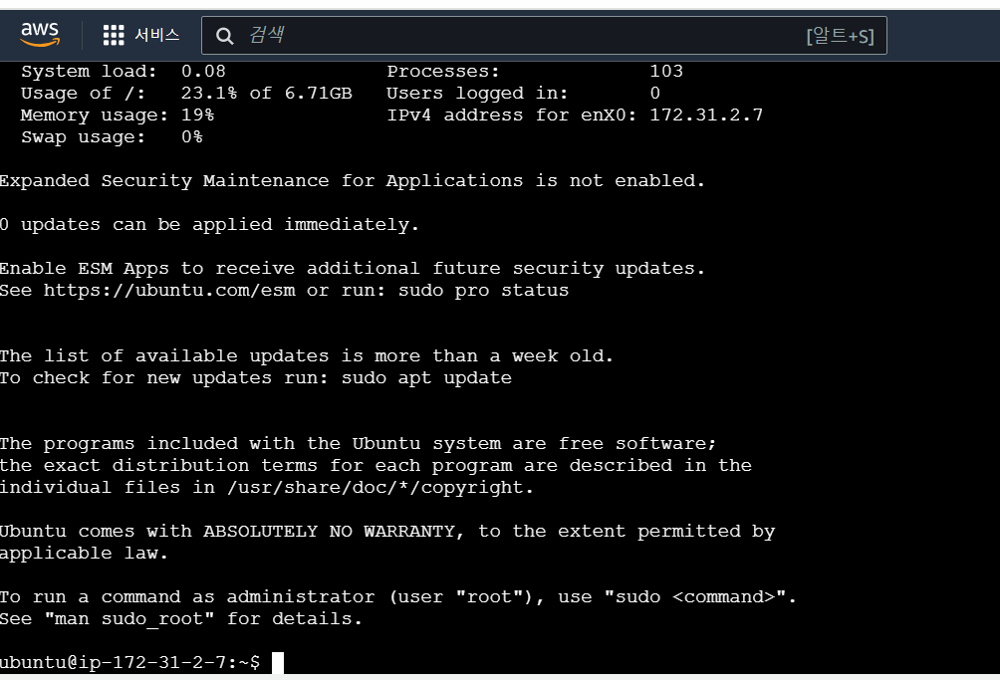 aws 서비스 검색 [알트+S]
System load: 0.08 Processes: 103
Usage of /: 23.1% of 6.71GB Users logged in: 0
Memory usage: 19% IPv4 address for enX0: 172.31.2.7
Swap usage: 0%
Expanded Security Maintenance for Applications is not enabled.
0 updates can be applied immediately.
Enable ESM Apps to receive additional future security updates.
See https://ubuntu.com/esm or run: sudo pro status
The list of available updates is more than a week old.
To check for new updates run: sudo apt update
The programs included with the Ubuntu system are free software;
the exact distribution terms for each program are described in the
individual files in /usr/share/doc/*/copyright.
Ubuntu comes with ABSOLUTELY NO WARRANTY, to the extent permitted by
applicable law.
To run a command as administrator (user "root"), use "sudo <command>".
See "man sudo_root" for details.
ubuntu@ip-172-31-2-7:~$